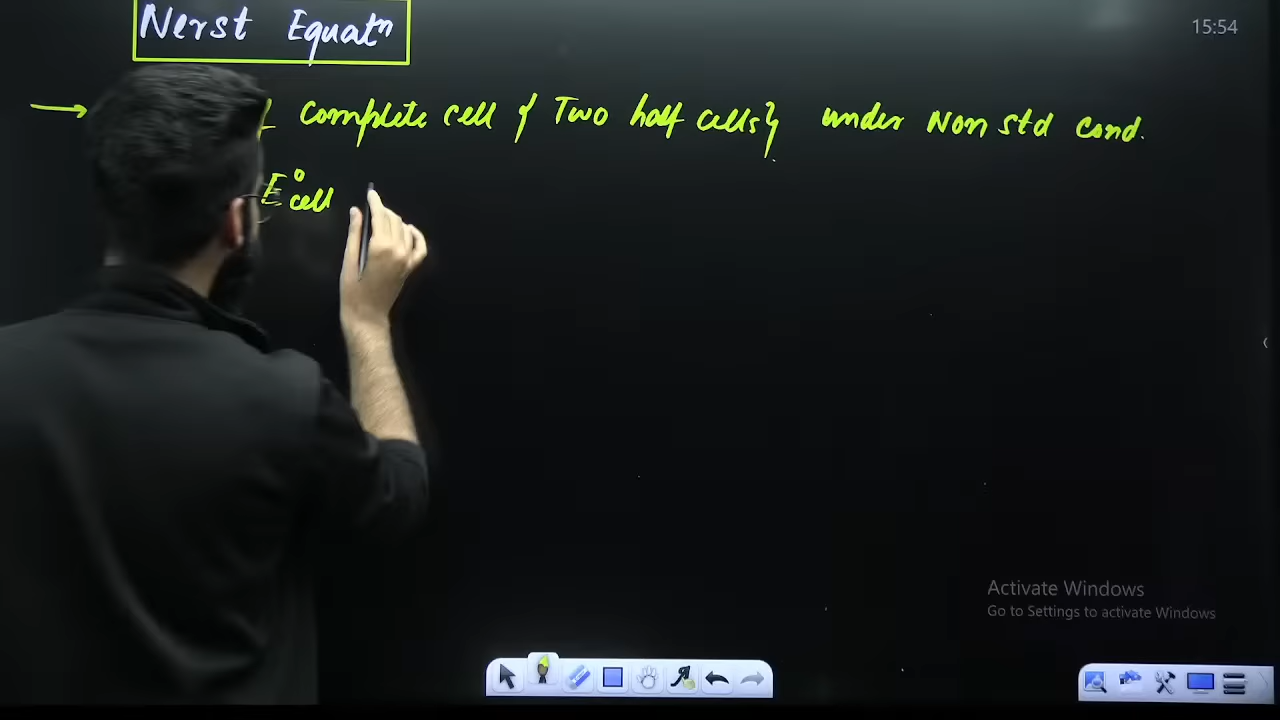 Nerst Equatⁿ
15:54
→ complete cell { Two half cells} under Non std cond.
E°cell
Activate Windows
Go to Settings to activate Windows